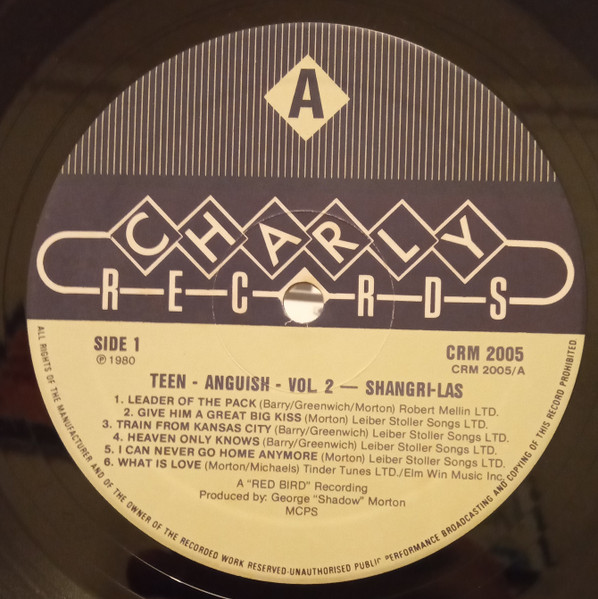 A
CHARLY
RECORDS
SIDE 1
℗ 1980
CRM 2005
CRM 2005/A
TEEN - ANGUISH - VOL. 2 — SHANGRI-LAS
1. LEADER OF THE PACK (Barry/Greenwich/Morton) Robert Mellin LTD.
2. GIVE HIM A GREAT BIG KISS (Morton) Leiber Stoller Songs LTD.
3. TRAIN FROM KANSAS CITY (Barry/Greenwich) Leiber Stoller Songs LTD.
4. HEAVEN ONLY KNOWS (Barry/Greenwich) Leiber Stoller Songs LTD.
5. I CAN NEVER GO HOME ANYMORE (Morton) Leiber Stoller Songs LTD.
6. WHAT IS LOVE (Morton/Michaels) Tinder Tunes LTD./Elm Win Music Inc.
A "RED BIRD" Recording
Produced by: George "Shadow" Morton
MCPS
ALL RIGHTS OF THE MANUFACTURER AND OF THE OWNER OF THE RECORDED WORK RESERVED-UNAUTHORISED PUBLIC PERFORMANCE BROADCASTING AND COPYING OF THIS RECORD PROHIBITED